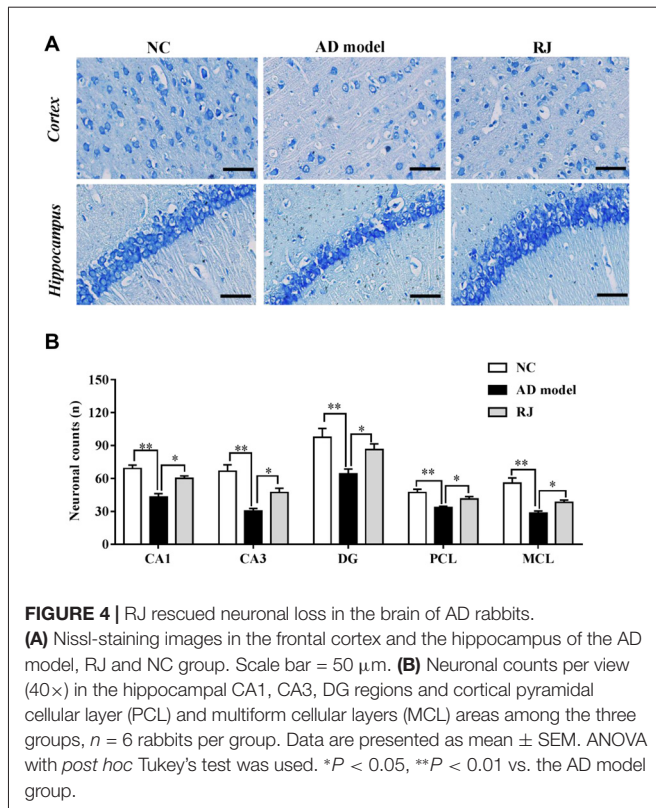 A
NC AD model RJ
Cortex
Hippocampus
B
NC
AD model
RJ
Neuronal counts (n)
150
120
90
60
30
0
** * ** * ** * ** * ** *
CA1 CA3 DG PCL MCL
FIGURE 4 | RJ rescued neuronal loss in the brain of AD rabbits.
(A) Nissl-staining images in the frontal cortex and the hippocampus of the AD
model, RJ and NC group. Scale bar = 50 μm. (B) Neuronal counts per view
(40×) in the hippocampal CA1, CA3, DG regions and cortical pyramidal
cellular layer (PCL) and multiform cellular layers (MCL) areas among the three
groups, n = 6 rabbits per group. Data are presented as mean ± SEM. ANOVA
with post hoc Tukey's test was used. *P < 0.05, **P < 0.01 vs. the AD model
group.